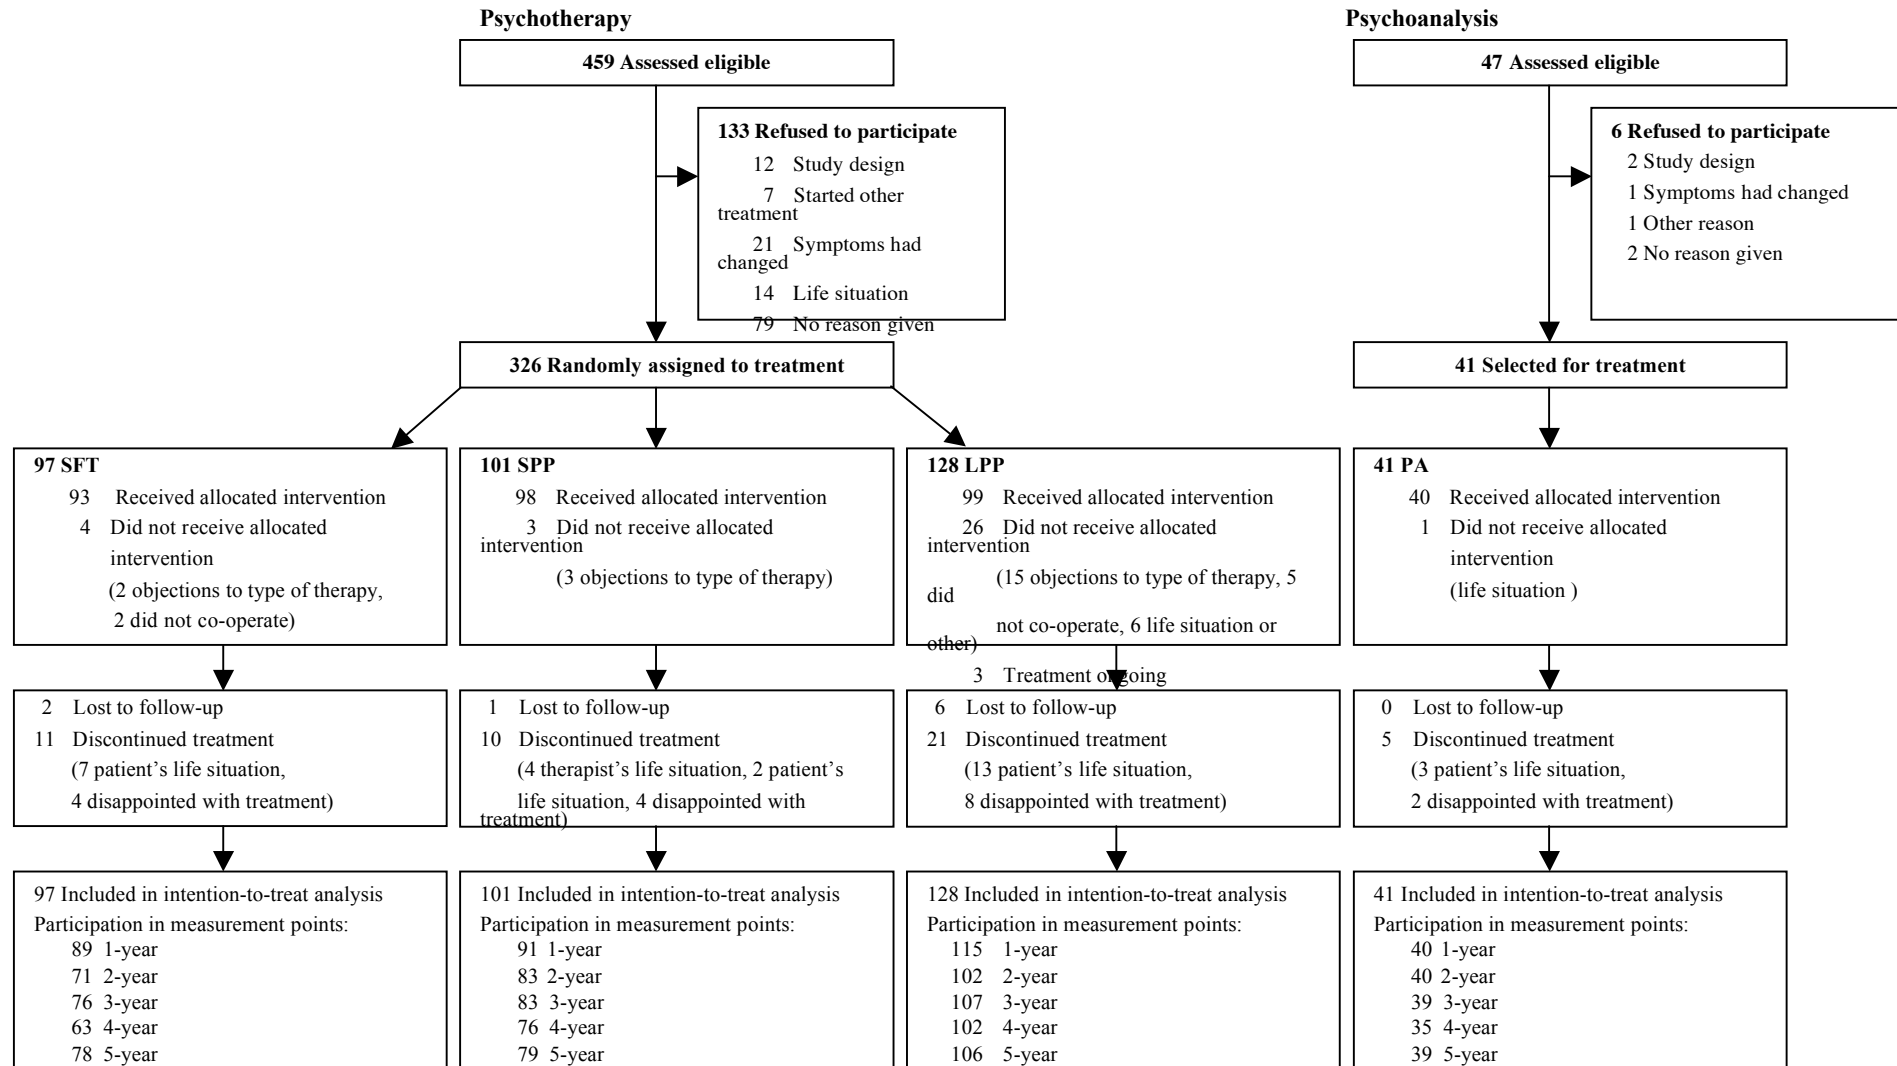 Psychotherapy
Psychoanalysis
459 Assessed eligible
47 Assessed eligible
133 Refused to participate
12 Study design
7 Started other
treatment
21 Symptoms had
changed
14 Life situation
79 No reason given
6 Refused to participate
2 Study design
1 Symptoms had changed
1 Other reason
2 No reason given
326 Randomly assigned to treatment
41 Selected for treatment
97 SFT
93 Received allocated intervention
4 Did not receive allocated
intervention
(2 objections to type of therapy,
2 did not co-operate)
101 SPP
98 Received allocated intervention
3 Did not receive allocated
intervention
(3 objections to type of therapy)
128 LPP
99 Received allocated intervention
26 Did not receive allocated
intervention
(15 objections to type of therapy, 5
did
not co-operate, 6 life situation or
other)
3 Treatment ongoing
41 PA
40 Received allocated intervention
1 Did not receive allocated
intervention
(life situation )
2 Lost to follow-up
11 Discontinued treatment
(7 patient’s life situation,
4 disappointed with treatment)
1 Lost to follow-up
10 Discontinued treatment
(4 therapist’s life situation, 2 patient’s
life situation, 4 disappointed with
treatment)
6 Lost to follow-up
21 Discontinued treatment
(13 patient’s life situation,
8 disappointed with treatment)
0 Lost to follow-up
5 Discontinued treatment
(3 patient’s life situation,
2 disappointed with treatment)
97 Included in intention-to-treat analysis
Participation in measurement points:
89 1-year
71 2-year
76 3-year
63 4-year
78 5-year
101 Included in intention-to-treat analysis
Participation in measurement points:
91 1-year
83 2-year
83 3-year
76 4-year
79 5-year
128 Included in intention-to-treat analysis
Participation in measurement points:
115 1-year
102 2-year
107 3-year
102 4-year
106 5-year
41 Included in intention-to-treat analysis
Participation in measurement points:
40 1-year
40 2-year
39 3-year
35 4-year
39 5-year